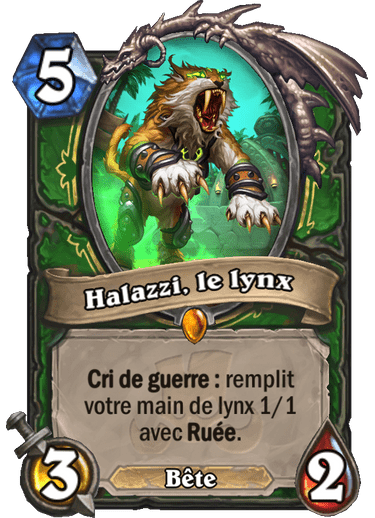 5
Halazzi, le lynx
Cri de guerre : remplit
votre main de lynx 1/1
avec Ruée.
3
Bête
2